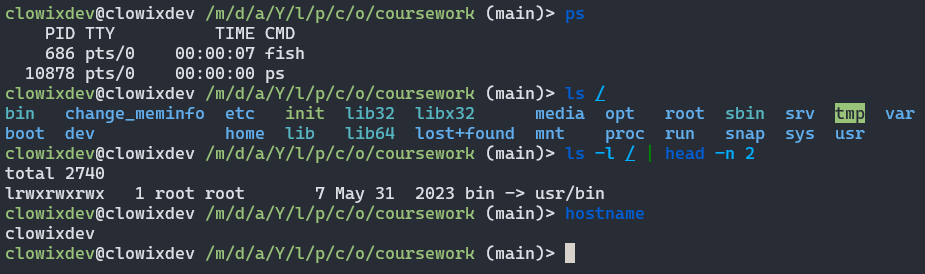 clowixdev@clowixdev /m/d/a/Y/l/p/c/o/coursework (main)> ps
    PID TTY          TIME CMD
    686 pts/0    00:00:07 fish
  10878 pts/0    00:00:00 ps
clowixdev@clowixdev /m/d/a/Y/l/p/c/o/coursework (main)> ls /
bin   change_meminfo  etc   init  lib32  libx32      media  opt   root  sbin  srv  tmp  var
boot  dev             home  lib   lib64  lost+found  mnt    proc  run   snap  sys  usr
clowixdev@clowixdev /m/d/a/Y/l/p/c/o/coursework (main)> ls -l / | head -n 2
total 2740
lrwxrwxrwx   1 root root       7 May 31  2023 bin -> usr/bin
clowixdev@clowixdev /m/d/a/Y/l/p/c/o/coursework (main)> hostname
clowixdev
clowixdev@clowixdev /m/d/a/Y/l/p/c/o/coursework (main)>